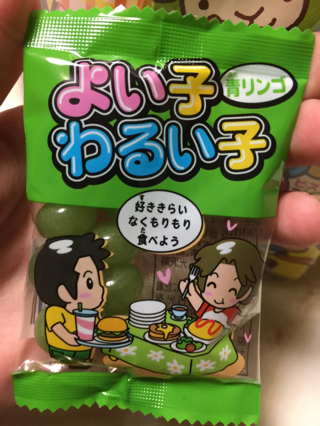 よい子
青リンゴ
わるい子
好ききらい
なくもりもり
食べよう